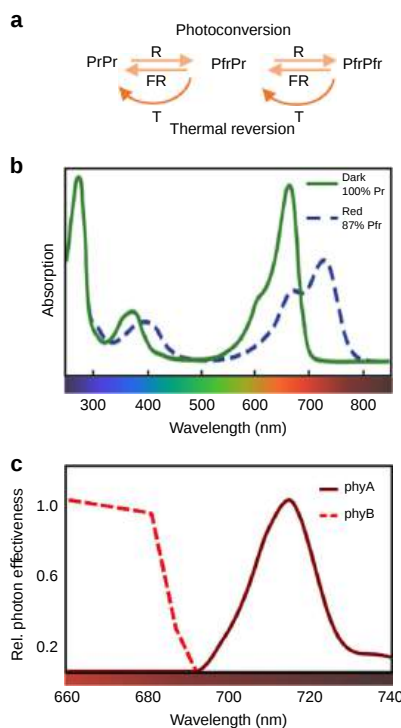 a
Photoconversion
PrPr R PfrPr R PfrPfr
FR FR
T T
Thermal reversion
b
Dark
100% Pr
Red
87% Pfr
Absorption
300 400 500 600 700 800
Wavelength (nm)
c
phyA
phyB
1.0
0.6
0.2
Rel. photon effectiveness
660 680 700 720 740
Wavelength (nm)